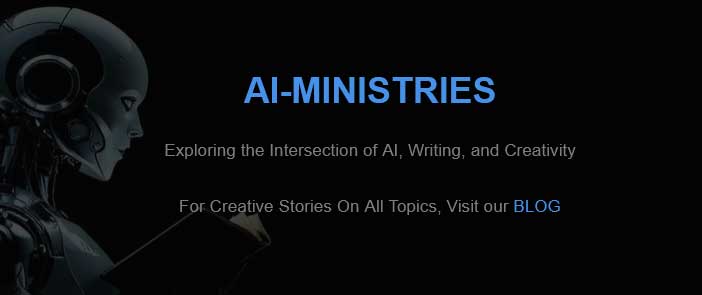 AI-MINISTRIES
Exploring the Intersection of AI, Writing, and Creativity
For Creative Stories On All Topics, Visit our BLOG